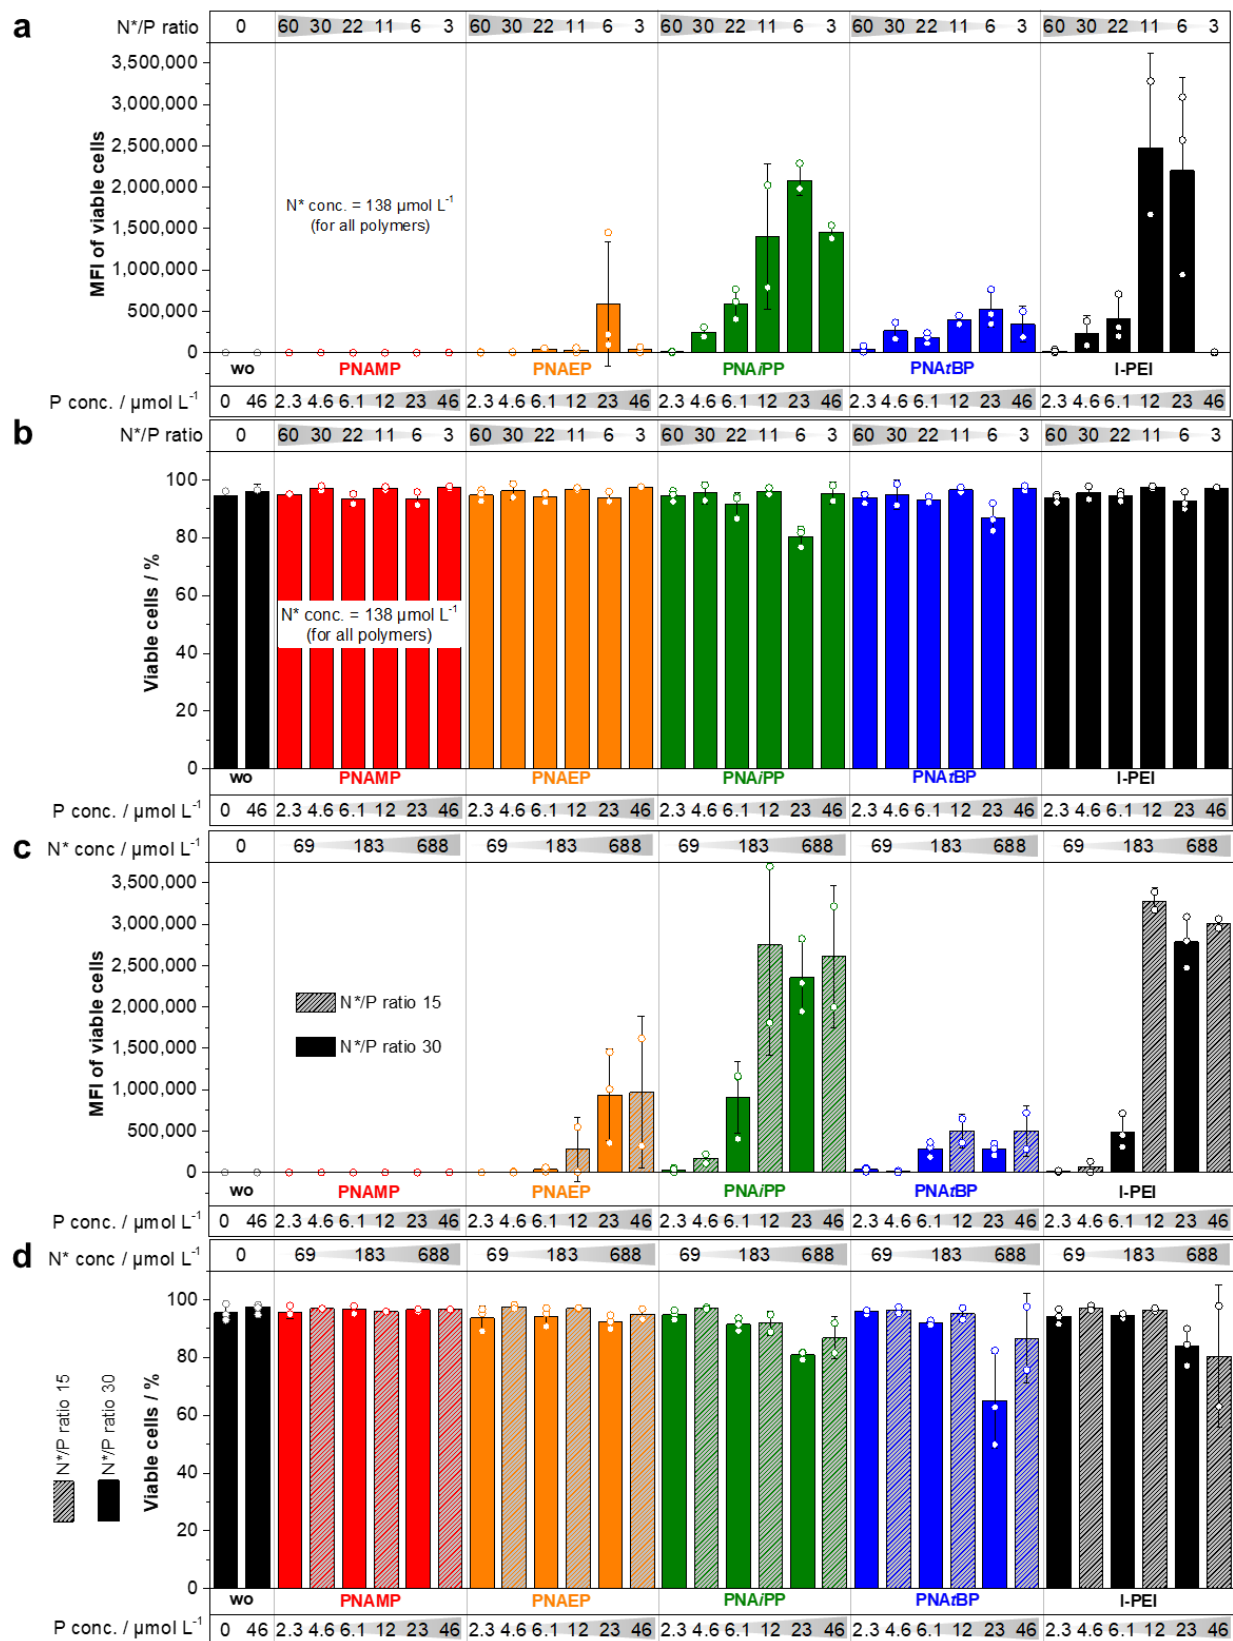 a
N*/P ratio 0 60 30 22 11 6 3 60 30 22 11 6 3 60 30 22 11 6 3 60 30 22 11 6 3 60 30 22 11 6 3
MFI of viable cells
3,500,000
3,000,000
2,500,000
2,000,000
1,500,000
1,000,000
500,000
0
N* conc. = 138 µmol L⁻¹
(for all polymers)
wo PNAMP PNAEP PNAiPP PNAtBP l-PEI
P conc. / µmol L⁻¹ 0 46 2.3 4.6 6.1 12 23 46 2.3 4.6 6.1 12 23 46 2.3 4.6 6.1 12 23 46 2.3 4.6 6.1 12 23 46 2.3 4.6 6.1 12 23 46
b
N*/P ratio 0 60 30 22 11 6 3 60 30 22 11 6 3 60 30 22 11 6 3 60 30 22 11 6 3 60 30 22 11 6 3
Viable cells / %
100
80
60
40
20
0
N* conc. = 138 µmol L⁻¹
(for all polymers)
wo PNAMP PNAEP PNAiPP PNAtBP l-PEI
P conc. / µmol L⁻¹ 0 46 2.3 4.6 6.1 12 23 46 2.3 4.6 6.1 12 23 46 2.3 4.6 6.1 12 23 46 2.3 4.6 6.1 12 23 46 2.3 4.6 6.1 12 23 46
c
N* conc / µmol L⁻¹ 0 69 183 688 69 183 688 69 183 688 69 183 688 69 183 688
MFI of viable cells
3,500,000
3,000,000
2,500,000
2,000,000
1,500,000
1,000,000
500,000
0
N*/P ratio 15
N*/P ratio 30
wo PNAMP PNAEP PNAiPP PNAtBP l-PEI
P conc. / µmol L⁻¹ 0 46 2.3 4.6 6.1 12 23 46 2.3 4.6 6.1 12 23 46 2.3 4.6 6.1 12 23 46 2.3 4.6 6.1 12 23 46 2.3 4.6 6.1 12 23 46
d
N* conc / µmol L⁻¹ 0 69 183 688 69 183 688 69 183 688 69 183 688 69 183 688
N*/P ratio 15
N*/P ratio 30
Viable cells / %
100
80
60
40
20
0
wo PNAMP PNAEP PNAiPP PNAtBP l-PEI
P conc. / µmol L⁻¹ 0 46 2.3 4.6 6.1 12 23 46 2.3 4.6 6.1 12 23 46 2.3 4.6 6.1 12 23 46 2.3 4.6 6.1 12 23 46 2.3 4.6 6.1 12 23 46